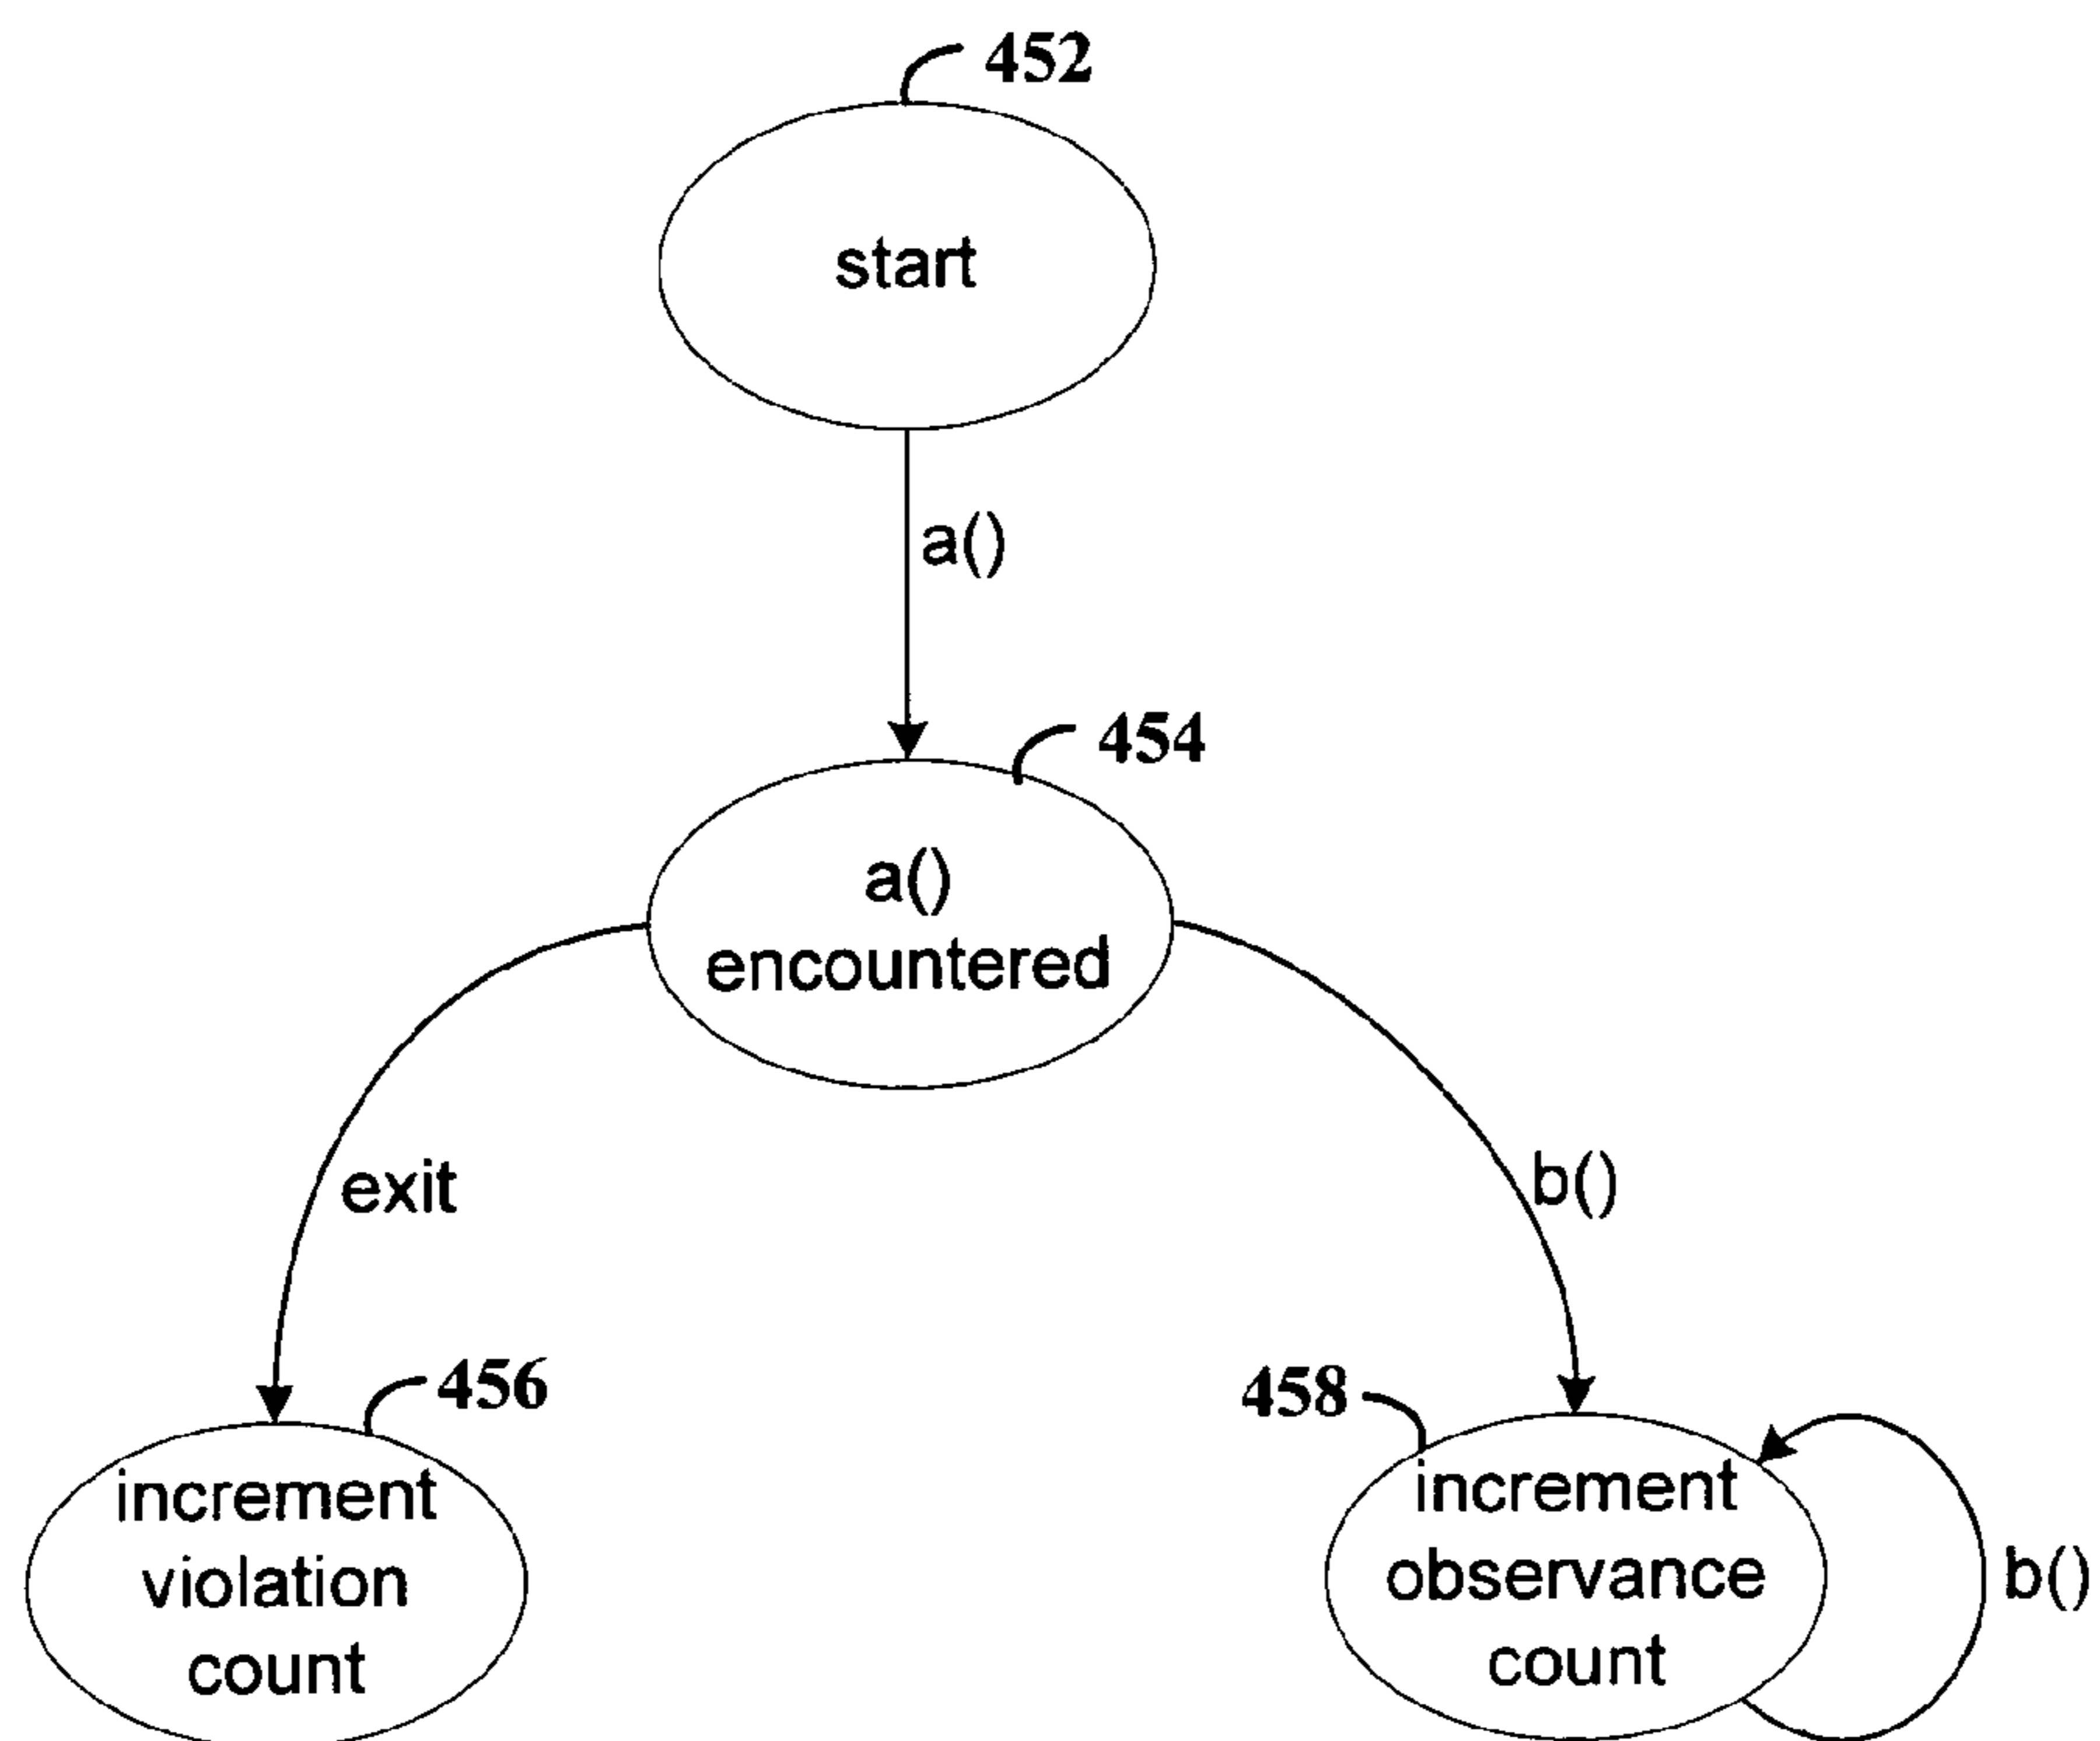 452
start
a()
454
a()
encountered
exit
b()
456
458
increment
violation
count
increment
observance
count
b()